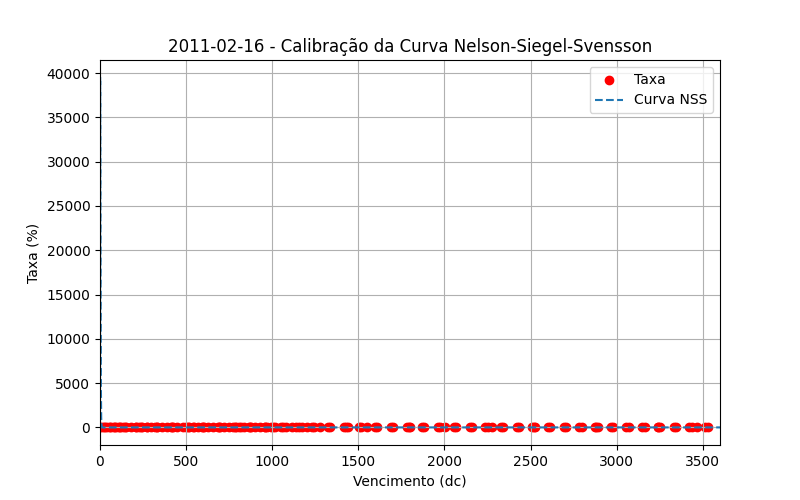 2011-02-16 - Calibração da Curva Nelson-Siegel-Svensson
Taxa
Curva NSS
Taxa (%)
40000
35000
30000
25000
20000
15000
10000
5000
0
0 500 1000 1500 2000 2500 3000 3500
Vencimento (dc)